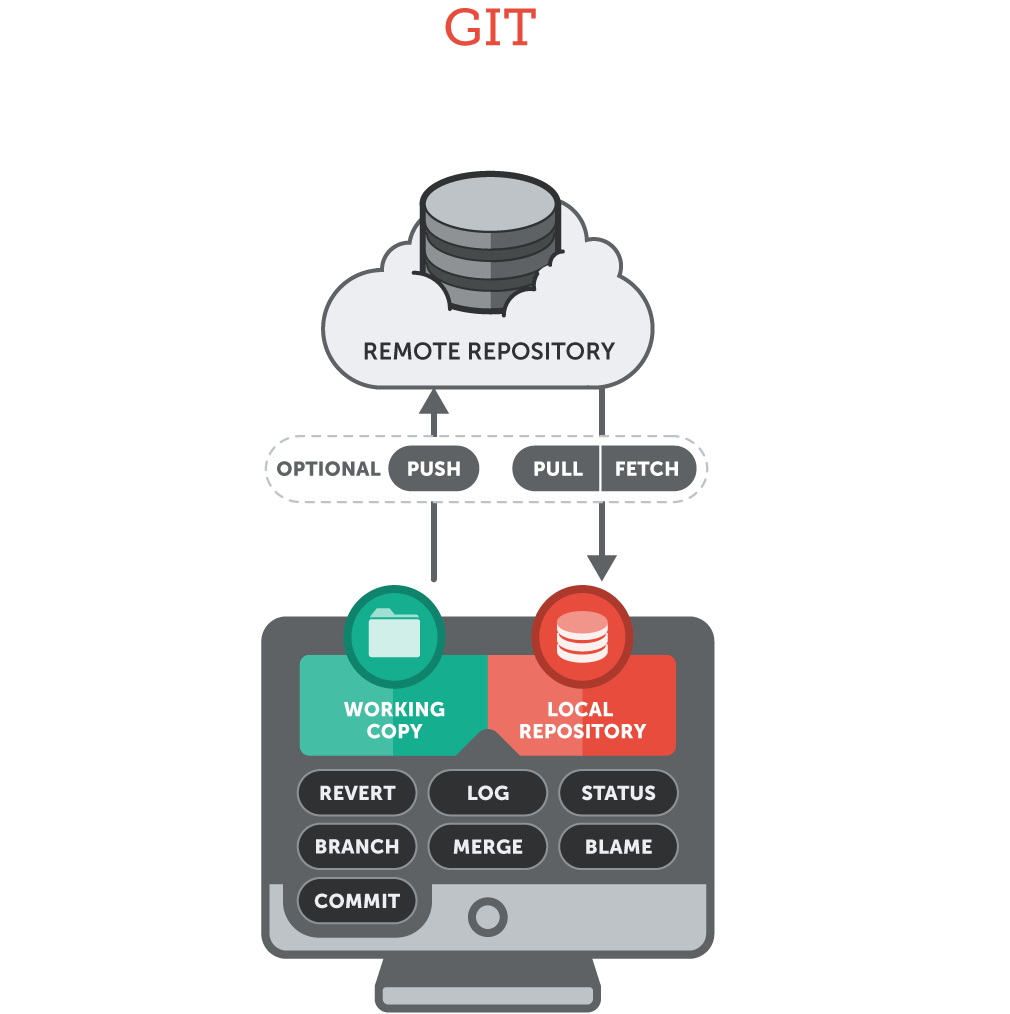 GIT
REMOTE REPOSITORY
OPTIONAL PUSH PULL FETCH
WORKING
COPY
LOCAL
REPOSITORY
REVERT LOG STATUS
BRANCH MERGE BLAME
COMMIT